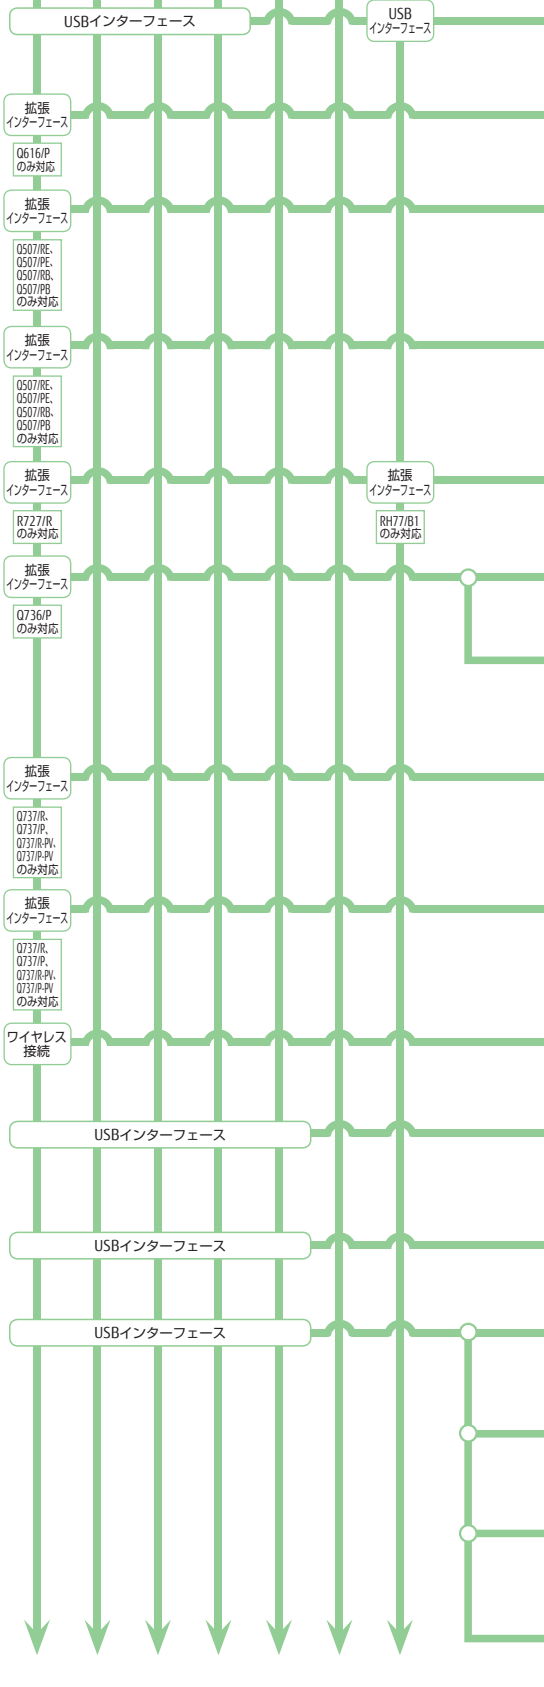 USBインターフェース
USB
インターフェース
拡張
インターフェース
Q616/P
のみ対応
拡張
インターフェース
Q507/RE、
Q507/PE、
Q507/RB、
Q507/PB
のみ対応
拡張
インターフェース
Q507/RE、
Q507/PE、
Q507/RB、
Q507/PB
のみ対応
拡張
インターフェース
拡張
インターフェース
R727/R
のみ対応
RH77/B1
のみ対応
拡張
インターフェース
Q736/P
のみ対応
拡張
インターフェース
Q737/R、
Q737/P、
Q737/R-PV、
Q737/P-PV
のみ対応
拡張
インターフェース
Q737/R、
Q737/P、
Q737/R-PV、
Q737/P-PV
のみ対応
ワイヤレス
接続
USBインターフェース
USBインターフェース
USBインターフェース